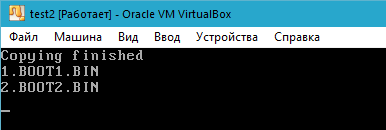 test2 [Работает] - Oracle VM VirtualBox
Файл Машина Вид Ввод Устройства Справка
Copying finished
1.BOOT1.BIN
2.BOOT2.BIN
_